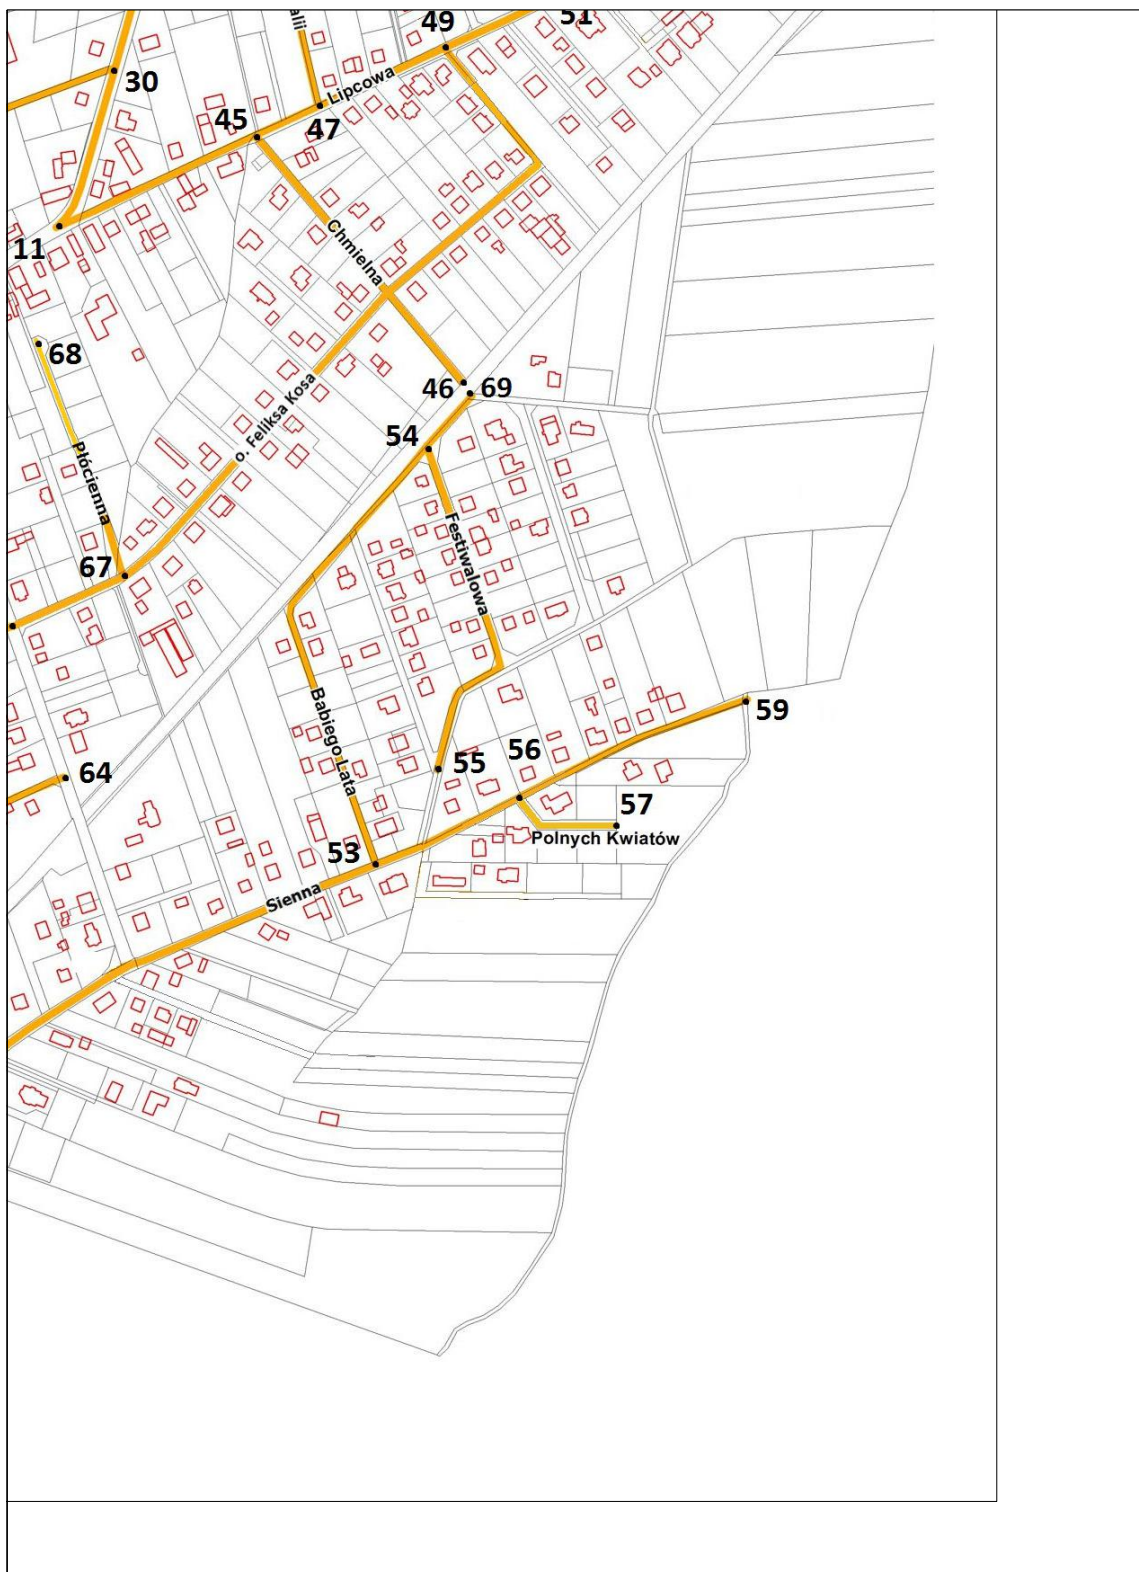 49
51
30
Lipcowa
45
47
11
Chmielna
68
46
69
o. Feliksa Kosa
54
Płócienna
Festiwalowa
67
Babiego Lata
59
56
64
55
57
Polnych Kwiatów
53
Sienna